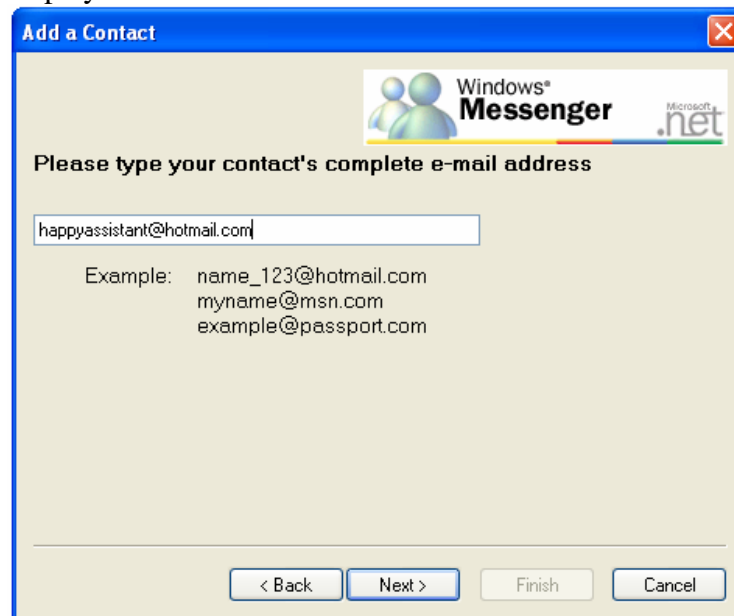 Add a Contact
Windows®
Messenger
Microsoft
.net
Please type your contact's complete e-mail address
happyassistant@hotmail.com
Example: name_123@hotmail.com
myname@msn.com
example@passport.com
< Back Next > Finish Cancel